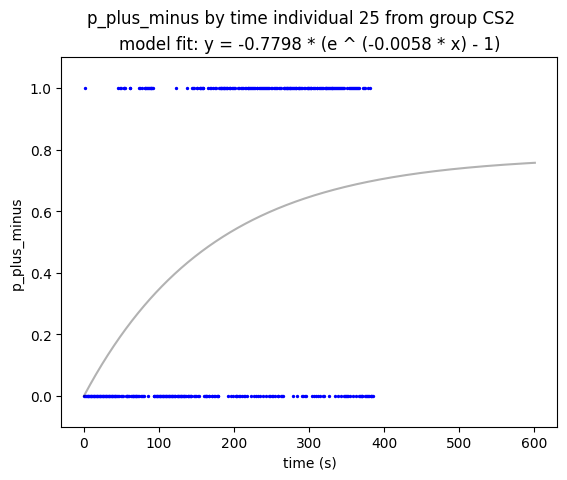 p_plus_minus by time individual 25 from group CS2
model fit: y = -0.7798 * (e ^ (-0.0058 * x) - 1)
1.0
0.8
0.6
0.4
0.2
0.0
p_plus_minus
0 100 200 300 400 500 600
time (s)